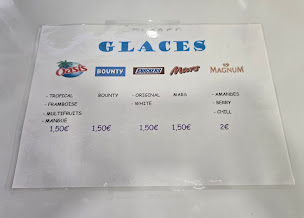 GLACES
Oasis BOUNTY SNICKERS Mars MAGNUM
- TROPICAL BOUNTY - ORIGINAL MARS - AMANDES
- FRAMBOISE - WHITE - BERRY
- MULTIFRUITS - CHILL
- MANGUE
1,50€ 1,50€ 1,50€ 1,50€ 2€